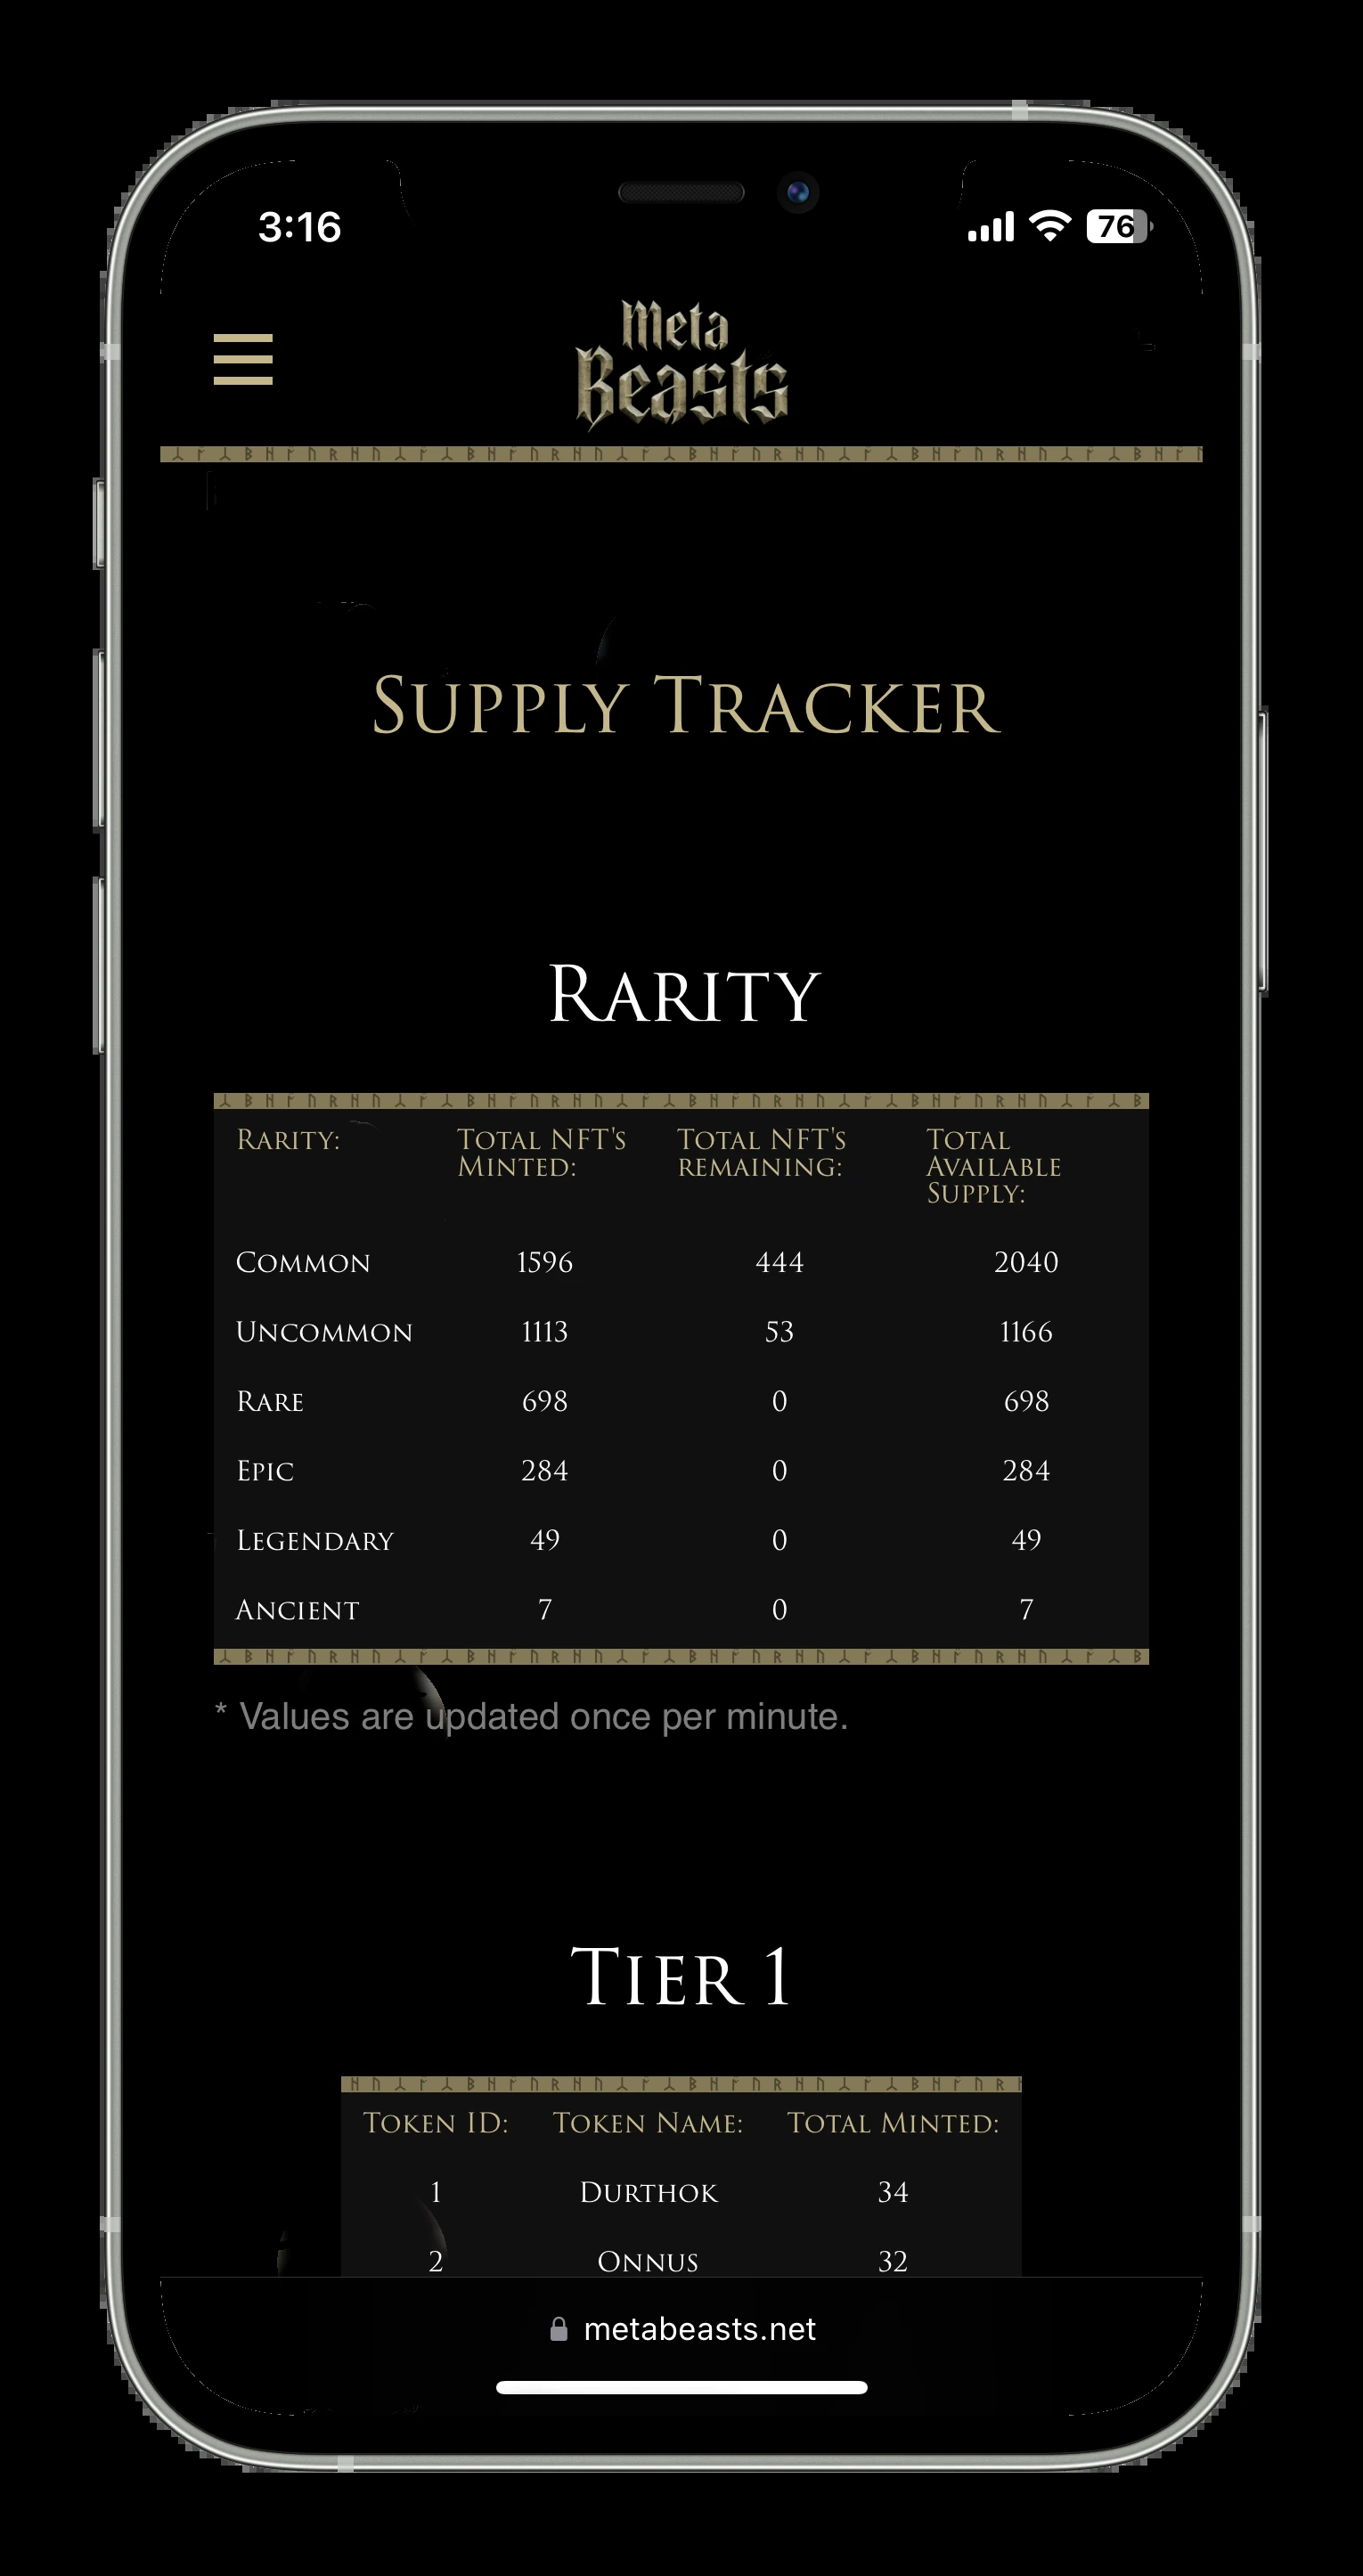 3:16
76
Meta
Beasts
Supply Tracker
Rarity
Rarity: Total NFT's Minted: Total NFT's remaining: Total Available Supply:
Common 1596 444 2040
Uncommon 1113 53 1166
Rare 698 0 698
Epic 284 0 284
Legendary 49 0 49
Ancient 7 0 7
* Values are updated once per minute.
Tier 1
Token ID: Token Name: Total Minted:
1 Durthok 34
2 Onnus 32
metabeasts.net